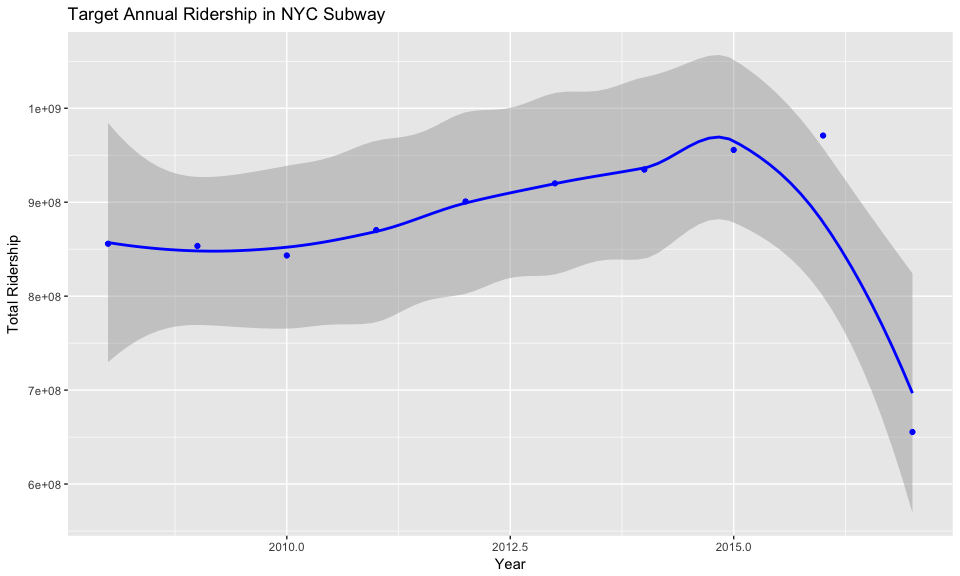 Target Annual Ridership in NYC Subway
1e+09
9e+08
8e+08
7e+08
6e+08
Total Ridership
2010.0 2012.5 2015.0
Year